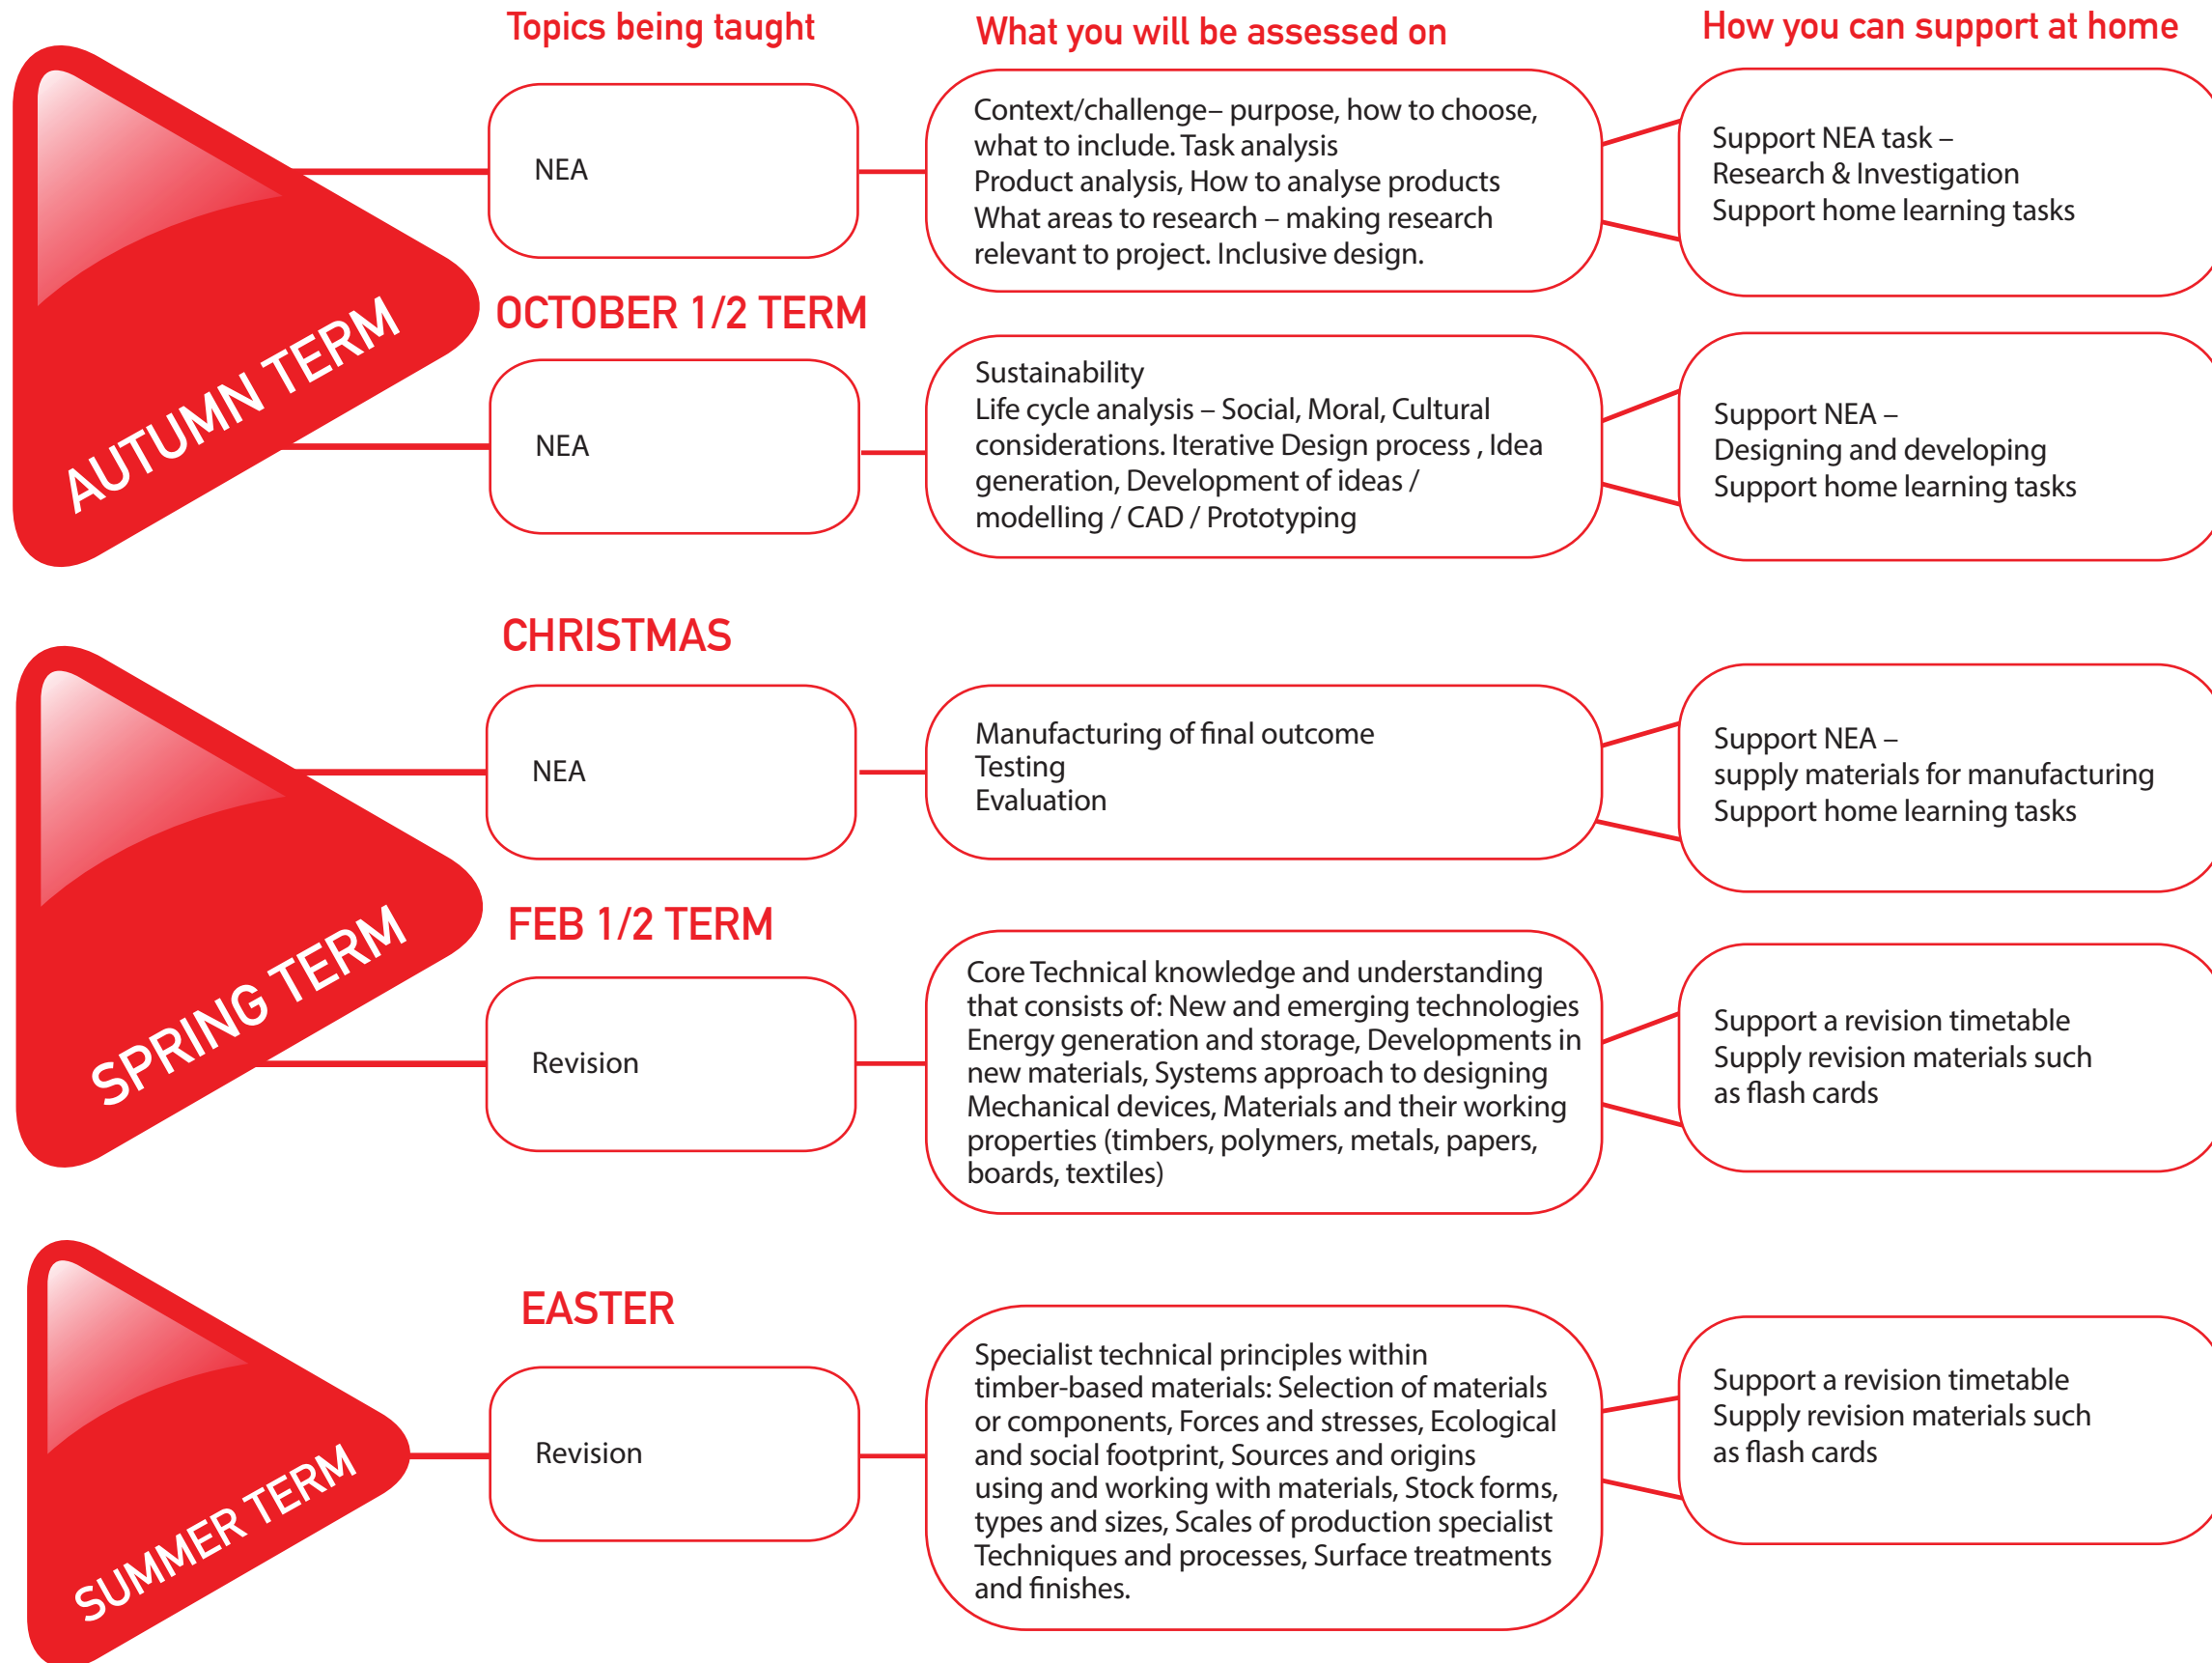 Topics being taught
What you will be assessed on
How you can support at home
AUTUMN TERM
NEA
Context/challenge– purpose, how to choose,
what to include. Task analysis
Product analysis, How to analyse products
What areas to research – making research
relevant to project. Inclusive design.
Support NEA task –
Research & Investigation
Support home learning tasks
OCTOBER 1/2 TERM
NEA
Sustainability
Life cycle analysis – Social, Moral, Cultural
considerations. Iterative Design process , Idea
generation, Development of ideas /
modelling / CAD / Prototyping
Support NEA –
Designing and developing
Support home learning tasks
CHRISTMAS
SPRING TERM
NEA
Manufacturing of final outcome
Testing
Evaluation
Support NEA –
supply materials for manufacturing
Support home learning tasks
FEB 1/2 TERM
Revision
Core Technical knowledge and understanding
that consists of: New and emerging technologies
Energy generation and storage, Developments in
new materials, Systems approach to designing
Mechanical devices, Materials and their working
properties (timbers, polymers, metals, papers,
boards, textiles)
Support a revision timetable
Supply revision materials such
as flash cards
EASTER
SUMMER TERM
Revision
Specialist technical principles within
timber-based materials: Selection of materials
or components, Forces and stresses, Ecological
and social footprint, Sources and origins
using and working with materials, Stock forms,
types and sizes, Scales of production specialist
Techniques and processes, Surface treatments
and finishes.
Support a revision timetable
Supply revision materials such
as flash cards